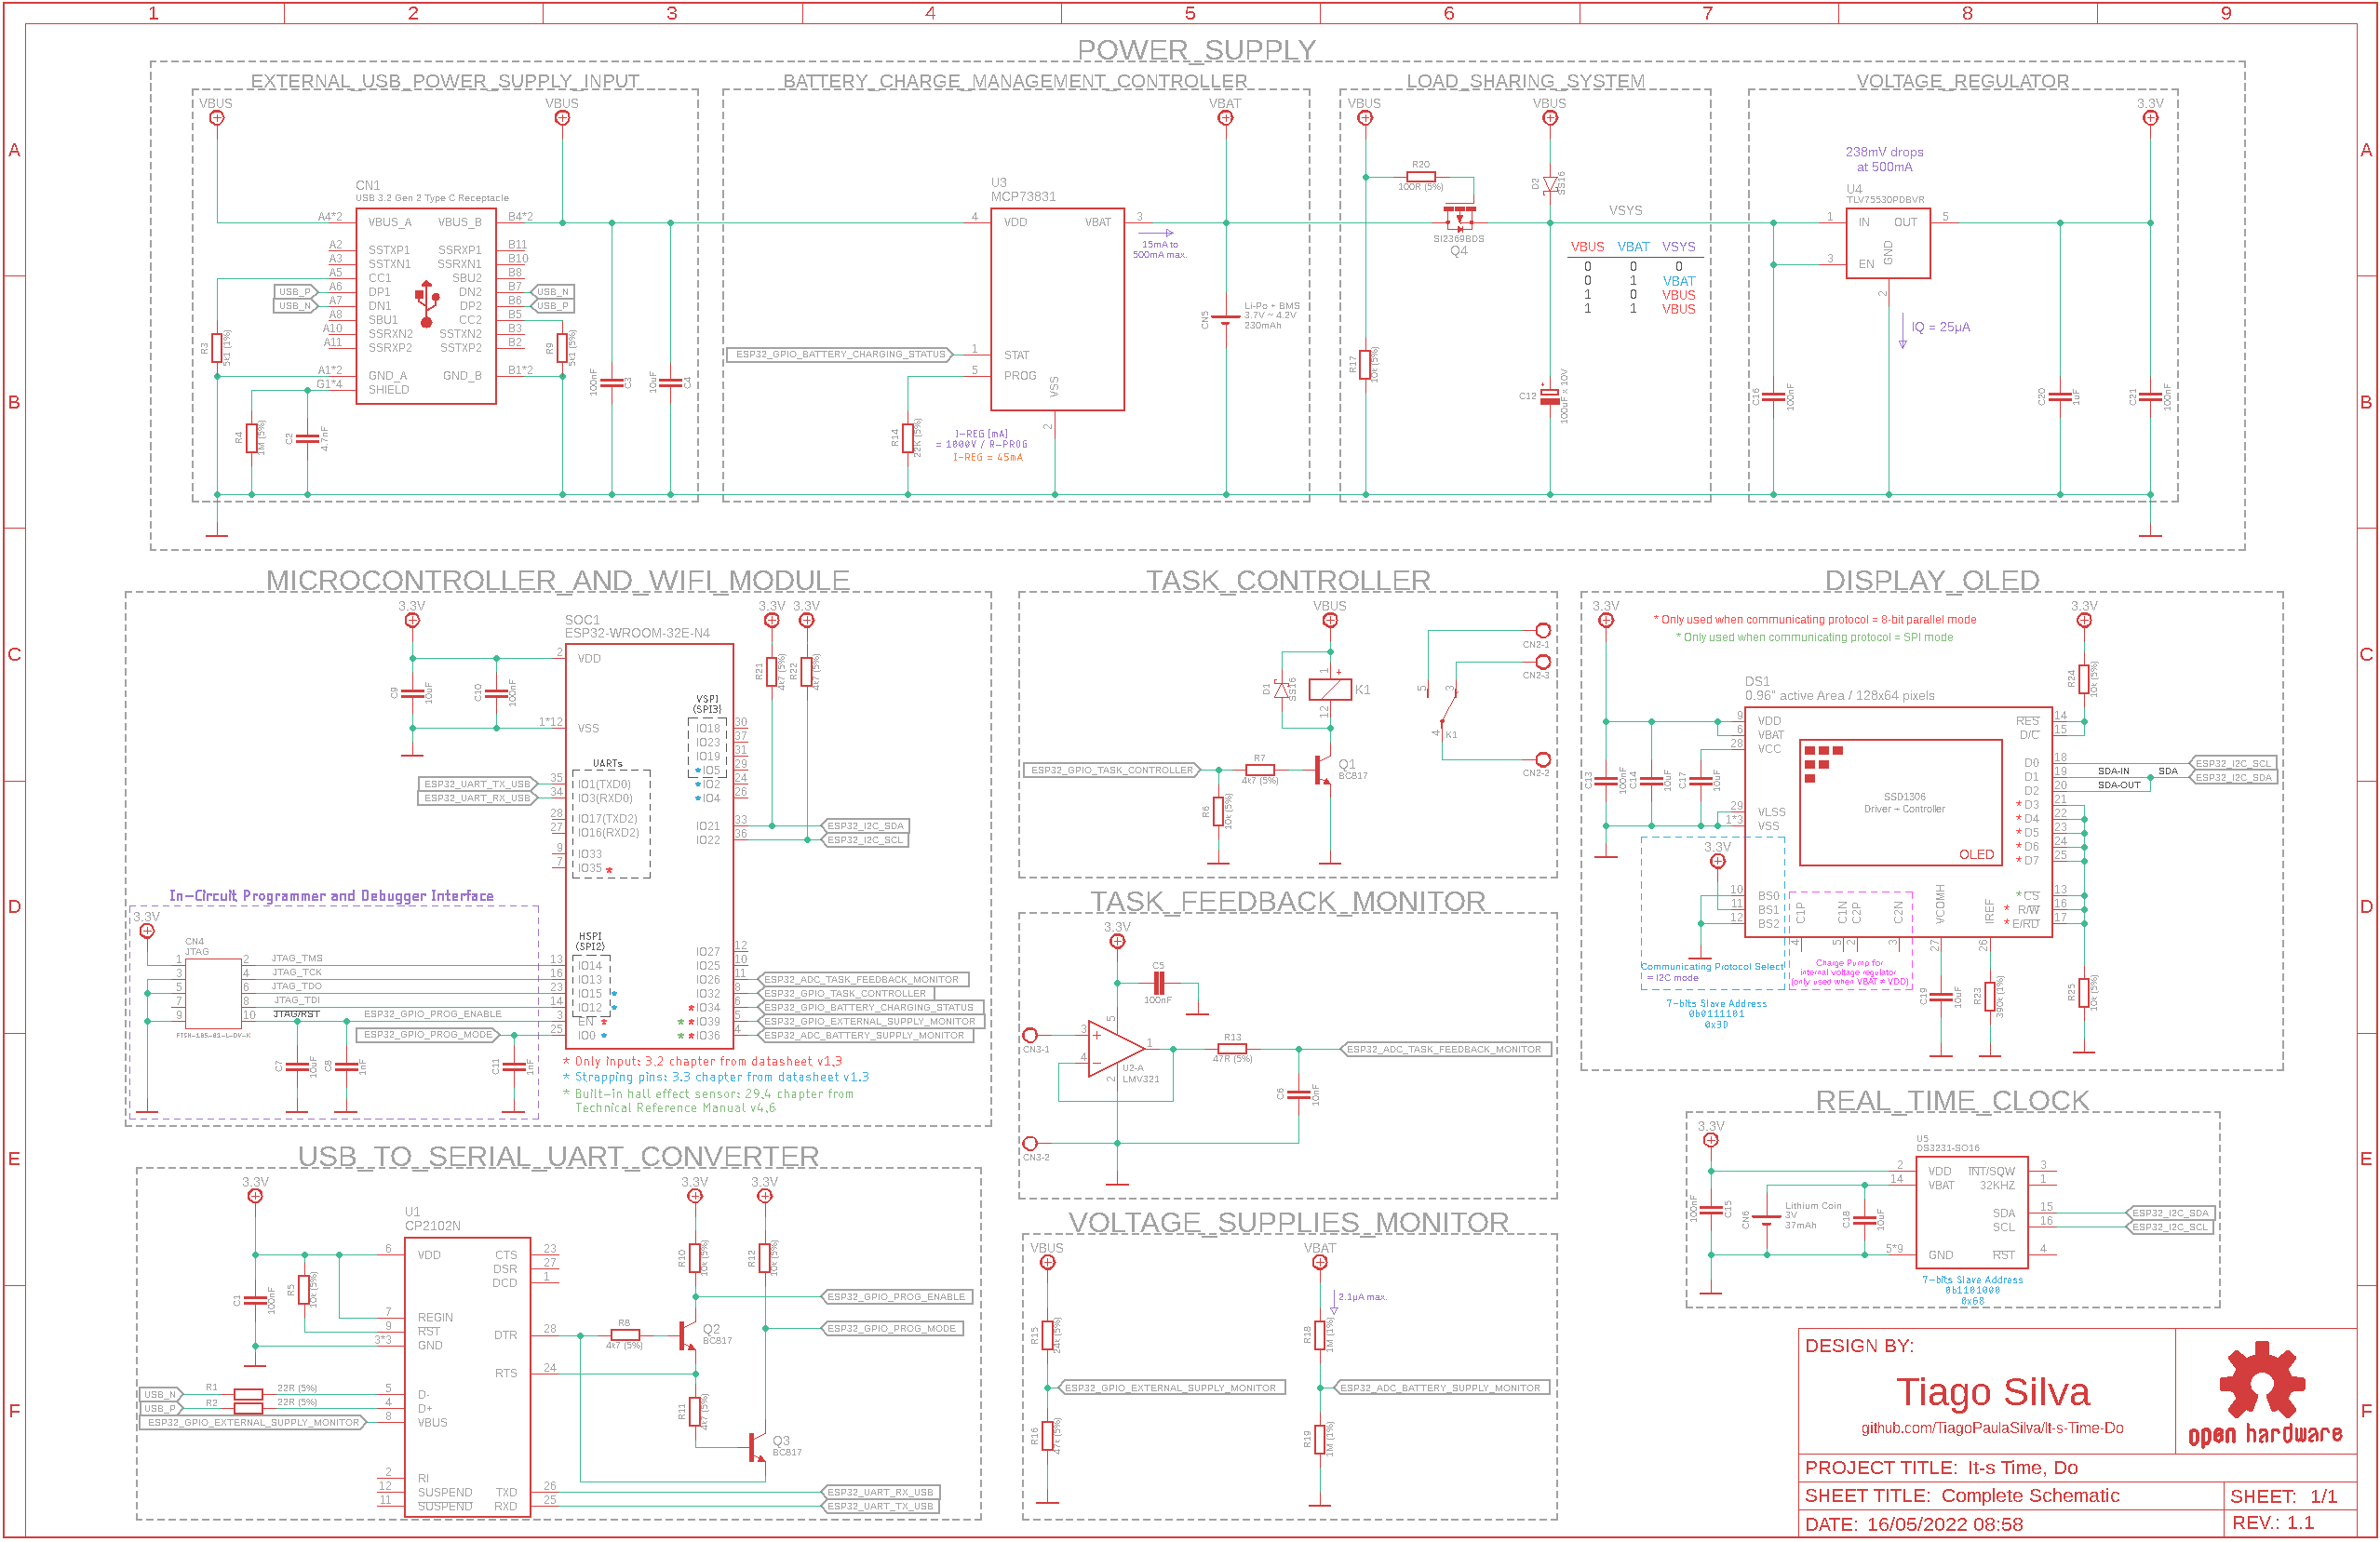 1 2 3 4 5 6 7 8 9
A
B
C
D
E
F
A
B
C
D
E
F
POWER_SUPPLY
EXTERNAL_USB_POWER_SUPPLY_INPUT
VBUS VBUS
CN1
USB 3.2 Gen 2 Type C Receptacle
A4*2 VBUS_A VBUS_B B4*2
A2 SSTXP1 SSRXP1 B11
A3 SSTXN1 SSRXN1 B10
A5 CC1 SBU2 B8
USB_P A6 DP1 DN2 B7 USB_N
USB_N A7 DN1 DP2 B6 USB_P
A8 SBU1 CC2 B5
A10 SSRXN2 SSTXN2 B3
A11 SSRXP2 SSTXP2 B2
A1*2 GND_A GND_B B1*2
G1*4 SHIELD
R3 5k1 (1%)
R9 5k1 (5%)
100nF C3
10uF C4
R4 1M (5%)
C2 4.7nF
BATTERY_CHARGE_MANAGEMENT_CONTROLLER
VBAT
U3
MCP73831
4 VDD VBAT 3
15mA to
500mA max.
ESP32_GPIO_BATTERY_CHARGING_STATUS 1 STAT
5 PROG
VSS 2
R14 22K (5%)
I-REG [mA]
= 1000V / R-PROG
I-REG = 45mA
CN5
Li-Po + BMS
3.7V ~ 4.2V
230mAh
LOAD_SHARING_SYSTEM
VBUS VBUS
R20
100R (5%)
D2 SS16
SI2369BDS
Q4
R17 10k (5%)
C12 100uF x 10V
VSYS
VBUS VBAT VSYS
0 0 0
0 1 VBAT
1 0 VBUS
1 1 VBUS
VOLTAGE_REGULATOR
3.3V
238mV drops
at 500mA
U4
TLV75530PDBVR
1 IN OUT 5
3 EN GND 2
IQ = 25µA
C16 100nF
C20 1uF
C21 100nF
MICROCONTROLLER_AND_WIFI_MODULE
3.3V 3.3V 3.3V
SOC1
ESP32-WROOM-32E-N4
2 VDD
C9 10uF
C10 100nF
1*12 VSS
R21 4k7 (5%)
R22 4k7 (5%)
VSPI
(SPI3)
IO18 30
IO23 37
IO19 31
*IO5 29
*IO2 24
*IO4 26
UARTs
ESP32_UART_TX_USB 35 IO1(TXD0)
ESP32_UART_RX_USB 34 IO3(RXD0)
28 IO17(TXD2)
27 IO16(RXD2)
9 IO33
7 IO35 *
IO21 33 ESP32_I2C_SDA
IO22 36 ESP32_I2C_SCL
In-Circuit Programmer and Debugger Interface
3.3V
CN4
JTAG
1 2 JTAG_TMS 13 IO14
3 4 JTAG_TCK 16 IO13
5 6 JTAG_TDO 23 IO15 *
7 8 JTAG_TDI 14 IO12 *
9 10 JTAG/RST ESP32_GPIO_PROG_ENABLE 3 EN *
FTSH-105-01-L-DV-K
ESP32_GPIO_PROG_MODE 25 IO0 *
C7 10uF
C8 1nF
C11 1nF
HSPI
(SPI2)
IO27 12
IO25 10
IO26 11 ESP32_ADC_TASK_FEEDBACK_MONITOR
IO32 8 ESP32_GPIO_TASK_CONTROLLER
*IO34 6 ESP32_GPIO_BATTERY_CHARGING_STATUS
**IO39 5 ESP32_GPIO_EXTERNAL_SUPPLY_MONITOR
**IO36 4 ESP32_ADC_BATTERY_SUPPLY_MONITOR
* Only input: 3.2 chapter from datasheet v1.3
* Strapping pins: 3.3 chapter from datasheet v1.3
* Built-in hall effect sensor: 29.4 chapter from
Technical Reference Manual v4.6
TASK_CONTROLLER
VBUS
D1 SS16
1 + K1 12
5 3 4 K1
CN2-1
CN2-3
CN2-2
ESP32_GPIO_TASK_CONTROLLER
R7
4k7 (5%)
Q1
BC817
R6 10k (5%)
TASK_FEEDBACK_MONITOR
3.3V
C5
100nF
CN3-1 3 + 5 1
4 - 2
U2-A
LMV321
R13
47R (5%)
ESP32_ADC_TASK_FEEDBACK_MONITOR
C6 10nF
CN3-2
VOLTAGE_SUPPLIES_MONITOR
VBUS VBAT
2.1µA max.
R15 24k (5%)
R18 1M (1%)
ESP32_GPIO_EXTERNAL_SUPPLY_MONITOR
ESP32_ADC_BATTERY_SUPPLY_MONITOR
R16 47k (5%)
R19 1M (1%)
DISPLAY_OLED
3.3V 3.3V
* Only used when communicating protocol = 8-bit parallel mode
* Only used when communicating protocol = SPI mode
R24 10k (5%)
DS1
0.96" active Area / 128x64 pixels
9 VDD RES 14
6 VBAT D/C 15
28 VCC
D0 18 ESP32_I2C_SCL
D1 19 SDA-IN SDA ESP32_I2C_SDA
D2 20 SDA-OUT
*D3 21
*D4 22
*D5 23
*D6 24
*D7 25
SSD1306
Driver + Controller
OLED
C13 100nF
C14 10uF
C17 10uF
29 VLSS
1*3 VSS
3.3V
10 BS0
11 BS1
12 BS2
*CS 13
* R/W 16
*E/RD 17
C1P C1N C2P C2N VCOMH IREF
4 5 2 3 27 26
Communicating Protocol Select
= I2C mode
Charge Pump for
internal voltage regulator
(only used when VBAT ≠ VDD)
7-bits Slave Address
0b0111101
0x3D
C19 10uF
R23 390k (1%)
R25 10k (5%)
REAL_TIME_CLOCK
3.3V
U5
DS3231-SO16
2 VDD INT/SQW 3
14 VBAT 32KHZ 1
SDA 15 ESP32_I2C_SDA
SCL 16 ESP32_I2C_SCL
5*9 GND RST 4
100nF C15
CN6
Lithium Coin
3V
37mAh
C18 10uF
7-bits Slave Address
0b1101000
0x68
USB_TO_SERIAL_UART_CONVERTER
3.3V 3.3V 3.3V
U1
CP2102N
6 VDD CTS 23
DSR 27
DCD 1
7 REGIN
9 RST DTR 28
3*3 GND
RTS 24
C1 100nF
R5 10k (5%)
R10 10k (5%)
R12 10k (5%)
ESP32_GPIO_PROG_ENABLE
ESP32_GPIO_PROG_MODE
R8
4k7 (5%)
Q2
BC817
R11 4k7 (5%)
Q3
BC817
USB_N R1 22R (5%) 5 D-
USB_P R2 22R (5%) 4 D+
ESP32_GPIO_EXTERNAL_SUPPLY_MONITOR 8 VBUS
2 RI
12 SUSPEND TXD 26 ESP32_UART_RX_USB
11 SUSPEND RXD 25 ESP32_UART_TX_USB
DESIGN BY:
Tiago Silva
github.com/TiagoPaulaSilva/It-s-Time-Do
open hardware
PROJECT TITLE: It-s Time, Do
SHEET TITLE: Complete Schematic
SHEET: 1/1
DATE: 16/05/2022 08:58
REV.: 1.1